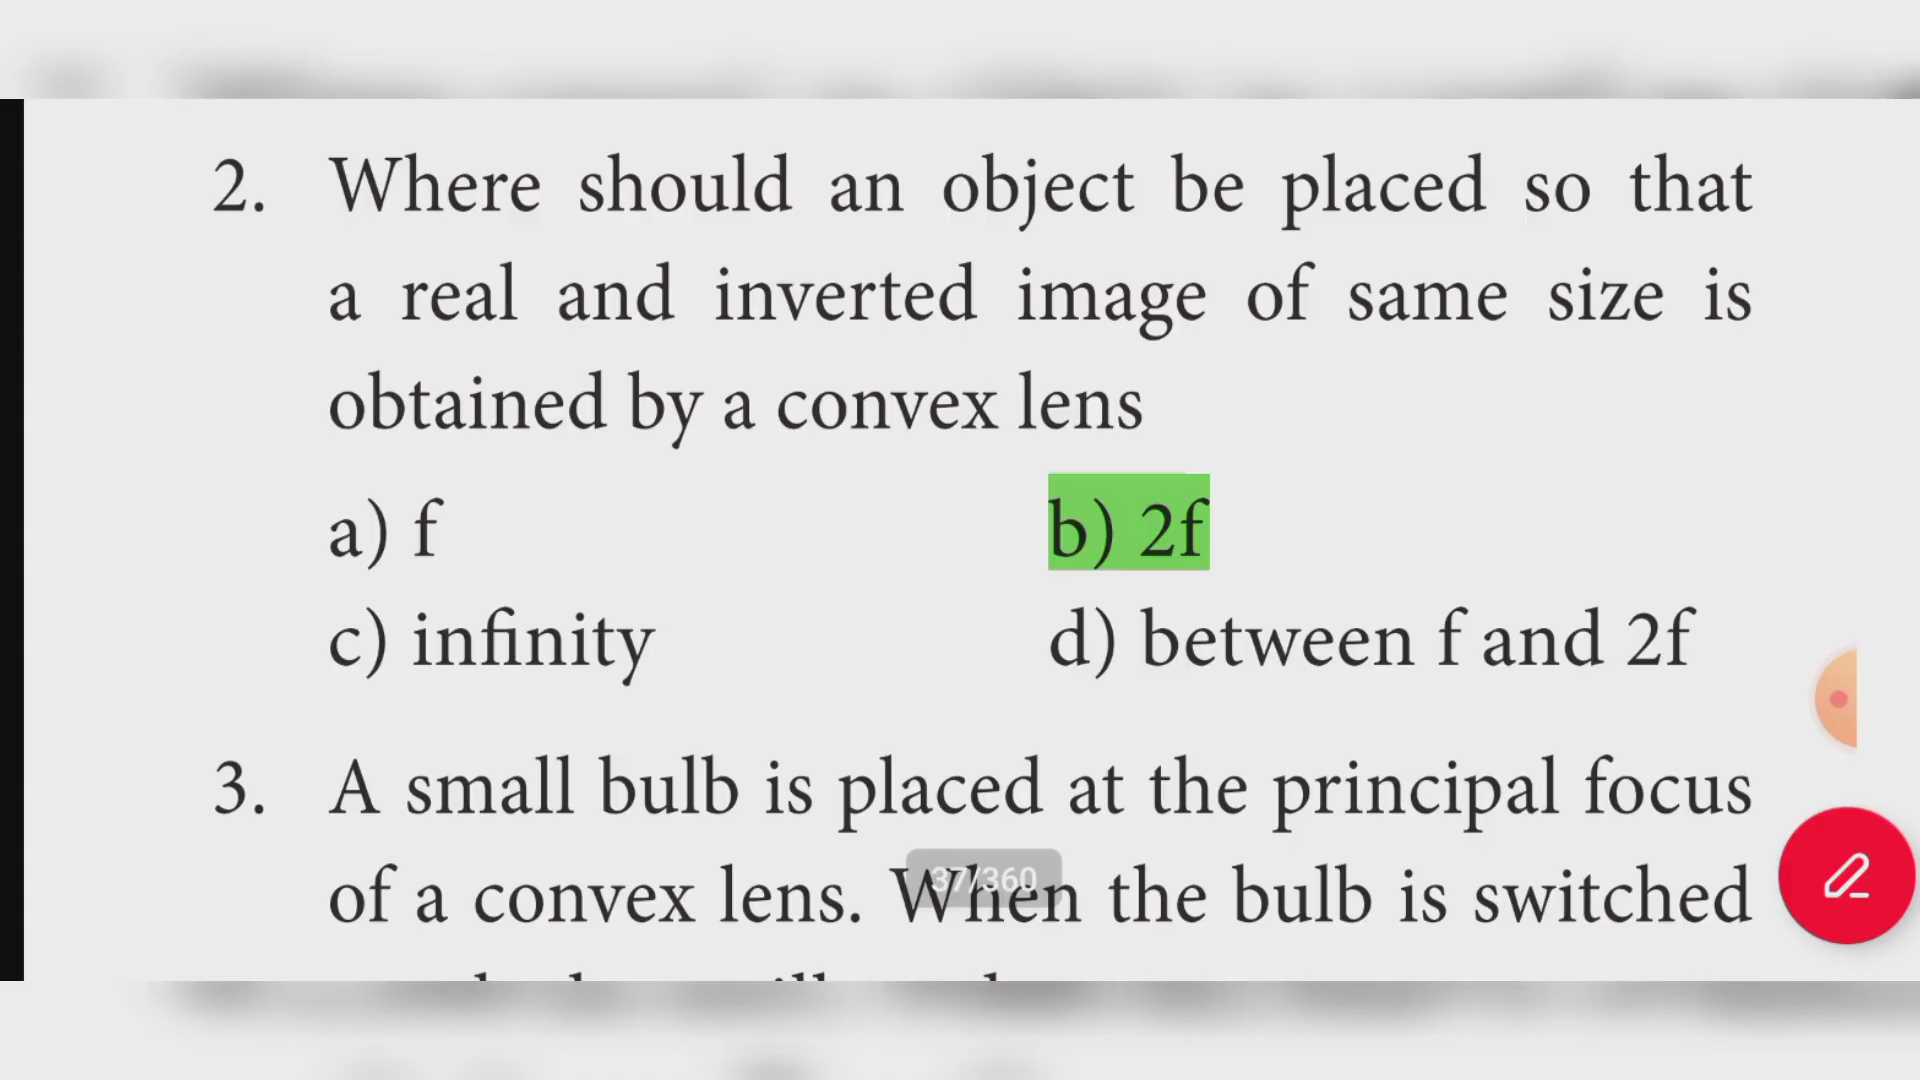 2. Where should an object be placed so that
a real and inverted image of same size is
obtained by a convex lens
a) f b) 2f
c) infinity d) between f and 2f
3. A small bulb is placed at the principal focus
of a convex lens. When the bulb is switched
37/360